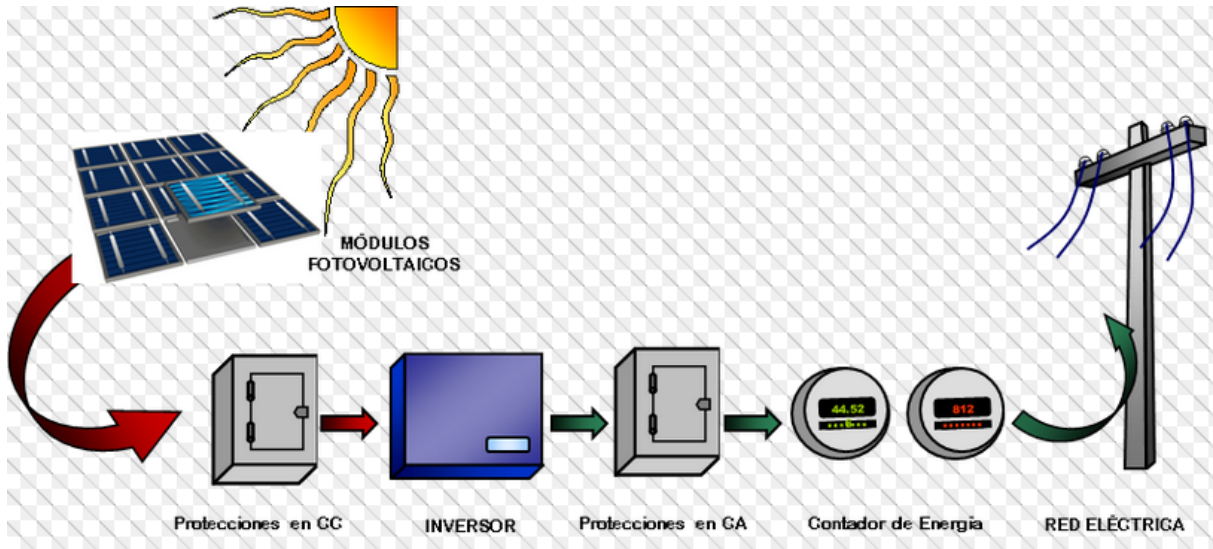 MÓDULOS
FOTOVOLTAICOS
44.52
812
Protecciones en CC
INVERSOR
Protecciones en CA
Contador de Energía
RED ELÉCTRICA